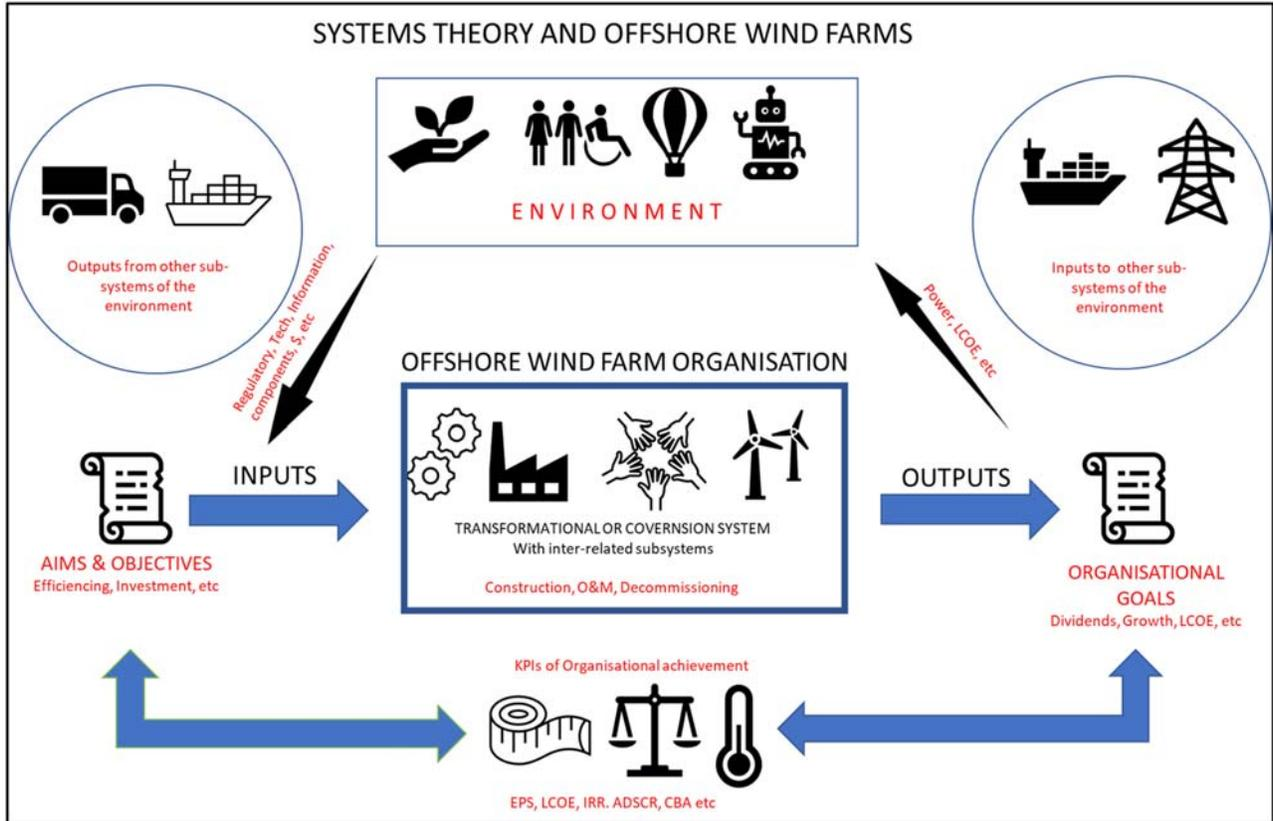 SYSTEMS THEORY AND OFFSHORE WIND FARMS
ENVIRONMENT
Outputs from other sub-
systems of the
environment
Inputs to other sub-
systems of the
environment
Regulatory, Tech, Information,
components, $, etc
Power, LCOE, etc
OFFSHORE WIND FARM ORGANISATION
INPUTS
OUTPUTS
TRANSFORMATIONAL OR COVERNSION SYSTEM
With inter-related subsystems
Construction, O&M, Decommissioning
AIMS & OBJECTIVES
Efficiencing, Investment, etc
ORGANISATIONAL
GOALS
Dividends, Growth, LCOE, etc
KPIs of Organisational achievement
EPS, LCOE, IRR. ADSCR, CBA etc